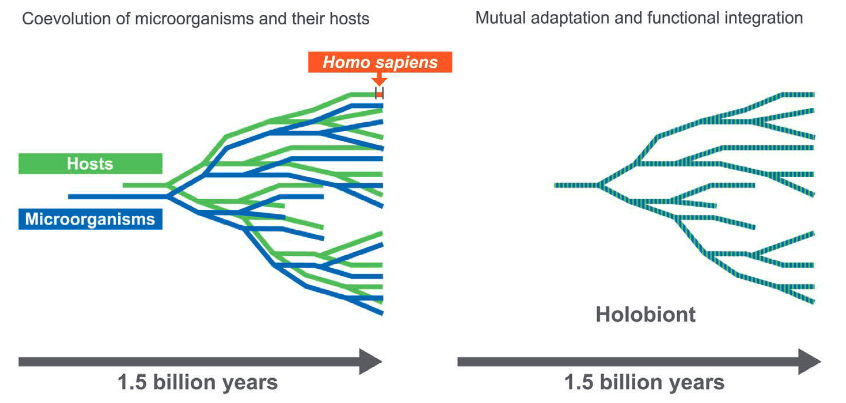 Coevolution of microorganisms and their hosts
Homo sapiens
Hosts
Microorganisms
1.5 billion years
Mutual adaptation and functional integration
Holobiont
1.5 billion years